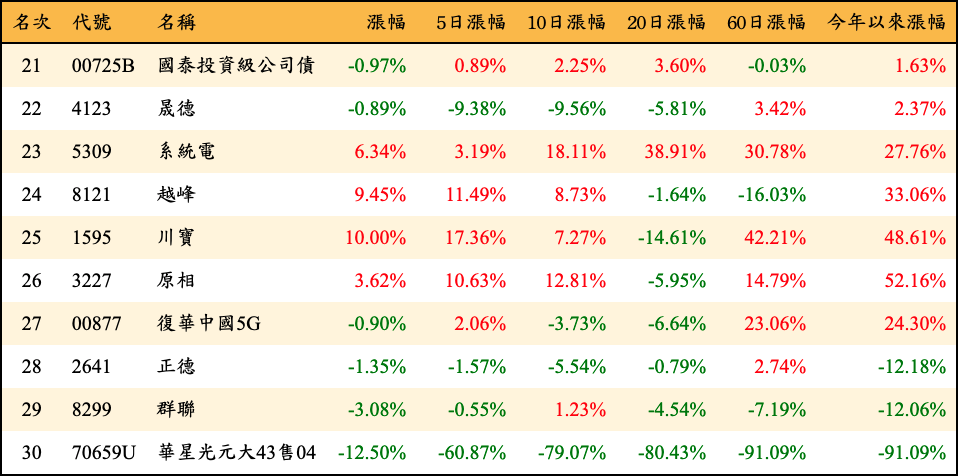 名次 代號 名稱 漲幅 5日漲幅 10日漲幅 20日漲幅 60日漲幅 今年以來漲幅
21 00725B 國泰投資級公司債 -0.97% 0.89% 2.25% 3.60% -0.03% 1.63%
22 4123 晟德 -0.89% -9.38% -9.56% -5.81% 3.42% 2.37%
23 5309 系統電 6.34% 3.19% 18.11% 38.91% 30.78% 27.76%
24 8121 越峰 9.45% 11.49% 8.73% -1.64% -16.03% 33.06%
25 1595 川寶 10.00% 17.36% 7.27% -14.61% 42.21% 48.61%
26 3227 原相 3.62% 10.63% 12.81% -5.95% 14.79% 52.16%
27 00877 復華中國5G -0.90% 2.06% -3.73% -6.64% 23.06% 24.30%
28 2641 正德 -1.35% -1.57% -5.54% -0.79% 2.74% -12.18%
29 8299 群聯 -3.08% -0.55% 1.23% -4.54% -7.19% -12.06%
30 70659U 華星光元大43售04 -12.50% -60.87% -79.07% -80.43% -91.09% -91.09%